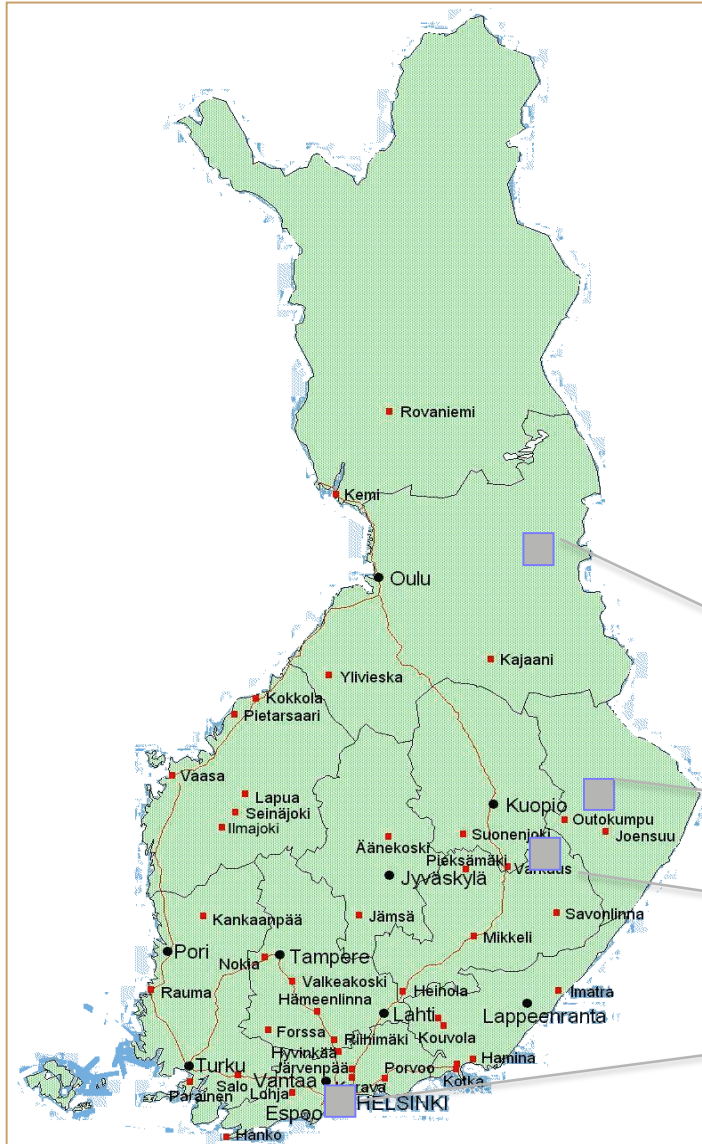 Rovaniemi
Kemi
Oulu
Kajaani
Ylivieska
Kokkola
Pietarsaari
Vaasa
Lapua
Kuopio
Seinäjoki
Outokumpu
Ilmajoki
Joensuu
Suonenjoki
Äänekoski
Pieksämäki
Varkaus
Jyväskylä
Kankaanpää
Jämsä
Savonlinna
Mikkeli
Pori
Tampere
Nokia
Valkeakoski
Rauma
Heihola
Imatra
Hämeenlinna
Lahti
Lappeenranta
Forssa
Riihimäki
Kouvola
Hyvinkää
Hamina
Turku
Järvenpää
Porvoo
Vantaa
Kotka
Salo
Parainen
Lohja
HELSINKI
Espoo
Hanko